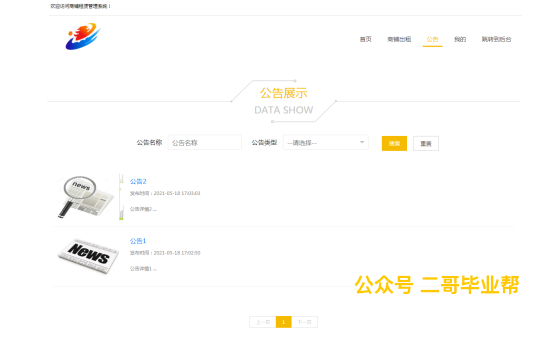 欢迎访问商铺租赁管理系统！
首页 商铺出租 公告 我的 跳转到后台
公告展示
DATA SHOW
公告名称 公告名称 公告类型 ---请选择--- 搜索 重置
news
公告2
发布时间：2021-05-18 17:03:03
公告详情2 ...
News
公告1
发布时间：2021-05-18 17:02:50
公告详情1 ...
公众号 二哥毕业帮
上一页 1 下一页